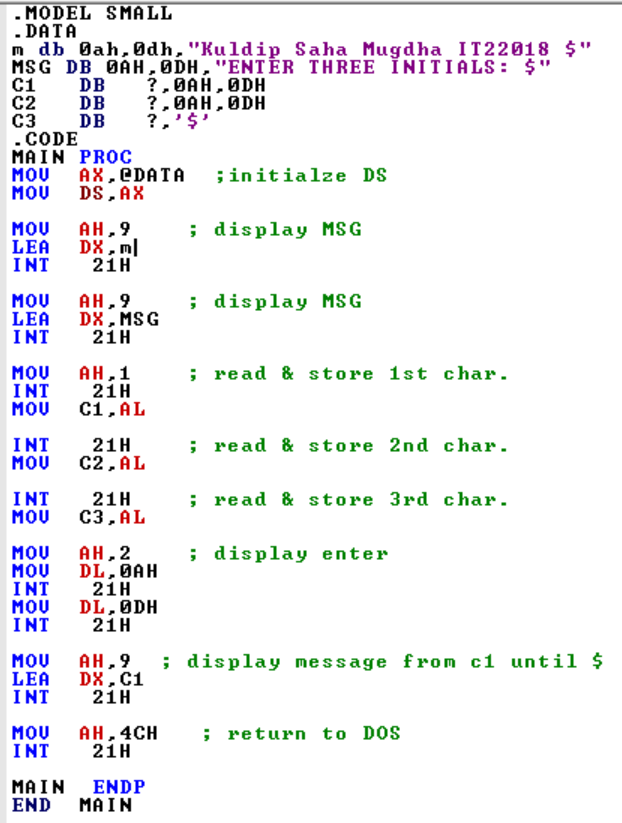 .MODEL SMALL
.DATA
m db 0ah,0dh,"Kuldip Saha Mugdha IT22018 $"
MSG DB 0AH,0DH,"ENTER THREE INITIALS: $"
C1 DB ?,0AH,0DH
C2 DB ?,0AH,0DH
C3 DB ?,'$'
.CODE
MAIN PROC
MOV AX,@DATA ;initialze DS
MOV DS,AX
MOV AH,9 ; display MSG
LEA DX,m
INT 21H
MOV AH,9 ; display MSG
LEA DX,MSG
INT 21H
MOV AH,1 ; read & store 1st char.
INT 21H
MOV C1,AL
INT 21H ; read & store 2nd char.
MOV C2,AL
INT 21H ; read & store 3rd char.
MOV C3,AL
MOV AH,2 ; display enter
MOV DL,0AH
INT 21H
MOV DL,0DH
INT 21H
MOV AH,9 ; display message from c1 until $
LEA DX,C1
INT 21H
MOV AH,4CH ; return to DOS
INT 21H
MAIN ENDP
END MAIN